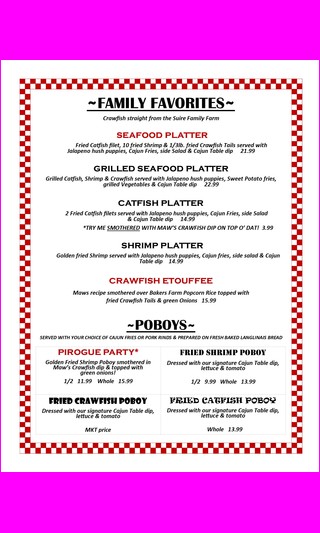 ~FAMILY FAVORITES~
Crawfish straight from the Suire Family Farm
SEAFOOD PLATTER
Fried Catfish filet, 10 fried Shrimp & 1/3lb. fried Crawfish Tails served with
Jalapeno hush puppies, Cajun Fries, side Salad & Cajun Table dip 21.99
GRILLED SEAFOOD PLATTER
Grilled Catfish, Shrimp & Crawfish served with Jalapeno hush puppies, Sweet Potato fries,
grilled Vegetables & Cajun Table dip 22.99
CATFISH PLATTER
2 Fried Catfish filets served with Jalapeno hush puppies, Cajun Fries, side Salad
& Cajun Table dip 14.99
*TRY ME SMOTHERED WITH MAW'S CRAWFISH DIP ON TOP O' DAT! 3.99
SHRIMP PLATTER
Golden fried Shrimp served with Jalapeno hush puppies, Cajun fries, side salad & Cajun
Table dip 14.99
CRAWFISH ETOUFFEE
Maws recipe smothered over Bakers Farm Popcorn Rice topped with
fried Crawfish Tails & green Onions 15.99
~POBOYS~
SERVED WITH YOUR CHOICE OF CAJUN FRIES OR PORK RINDS & PREPARED ON FRESH BAKED LANGLINAIS BREAD
PIROGUE PARTY*
Golden Fried Shrimp Poboy smothered in
Maw's Crawfish dip & topped with
green onions!
1/2 11.99 Whole 15.99
FRIED SHRIMP POBOY
Dressed with our signature Cajun Table dip,
lettuce & tomato
1/2 9.99 Whole 13.99
FRIED CRAWFISH POBOY
Dressed with our signature Cajun Table dip,
lettuce & tomato
MKT price
FRIED CATFISH POBOY
Dressed with our signature Cajun Table dip,
lettuce & tomato
Whole 13.99